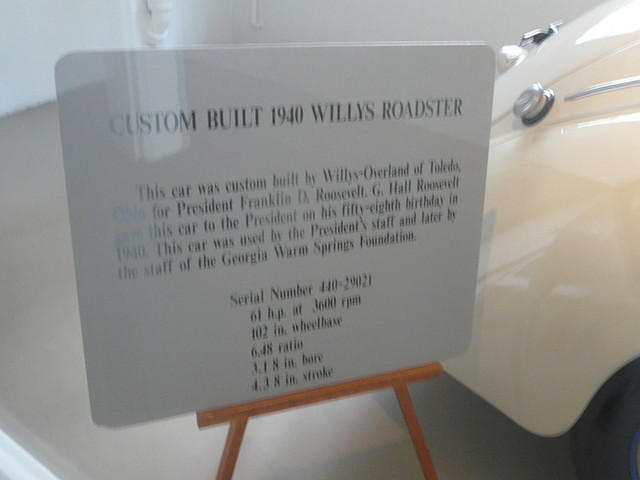 CUSTOM BUILT 1940 WILLYS ROADSTER
This car was custom built by Willys-Overland of Toledo,
Ohio for President Franklin D. Roosevelt. G. Hall Roosevelt
gave this car to the President on his fifty-eighth birthday in
1940. This car was used by the President's staff and later by
the staff of the Georgia Warm Springs Foundation.
Serial Number 440-29021
61 h.p. at 3600 rpm
102 in. wheelbase
6.48 ratio
3.1 8 in. bore
4.3 8 in. stroke